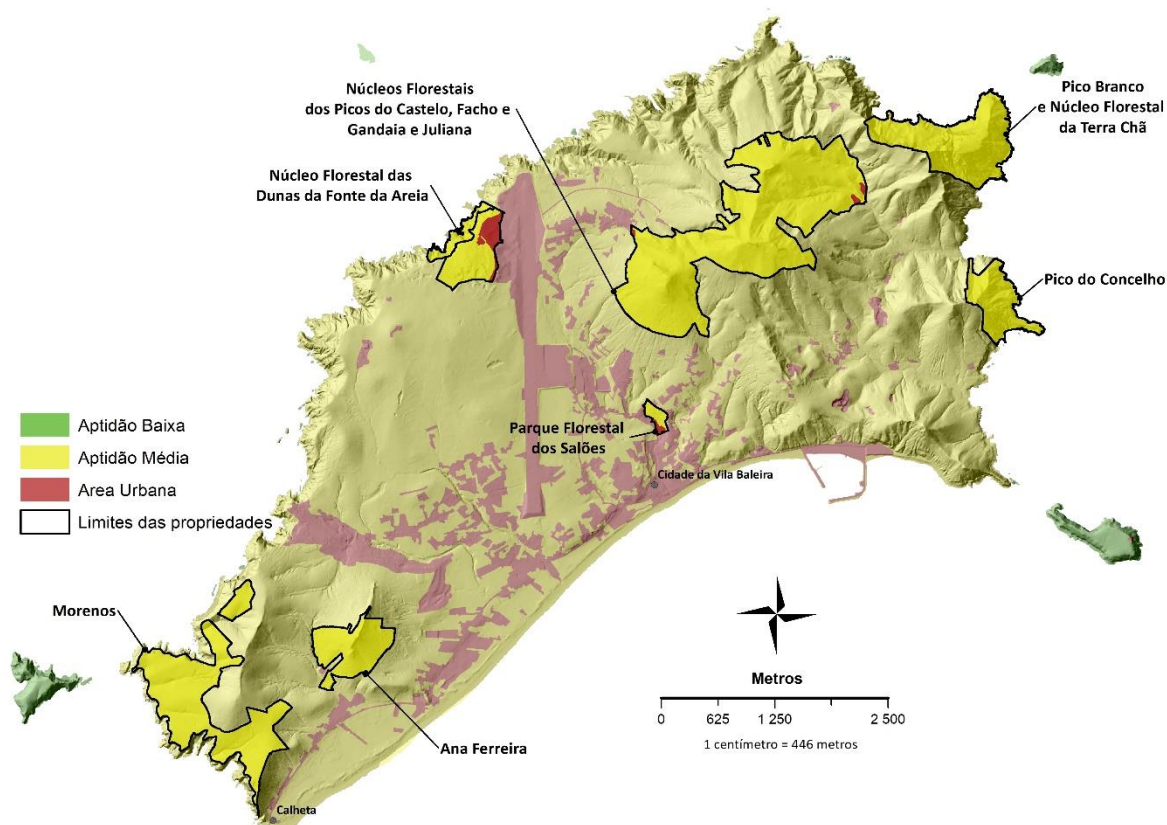 Núcleos Florestais
dos Picos do Castelo, Facho e
Gandaia e Juliana
Pico Branco
e Núcleo Florestal
da Terra Chã
Núcleo Florestal das
Dunas da Fonte da Areia
Pico do Concelho
Aptidão Baixa
Aptidão Média
Area Urbana
Limites das propriedades
Parque Florestal
dos Salões
Cidade da Vila Baleira
Morenos
Ana Ferreira
Calheta
Metros
0 625 1 250 2 500
1 centímetro = 446 metros